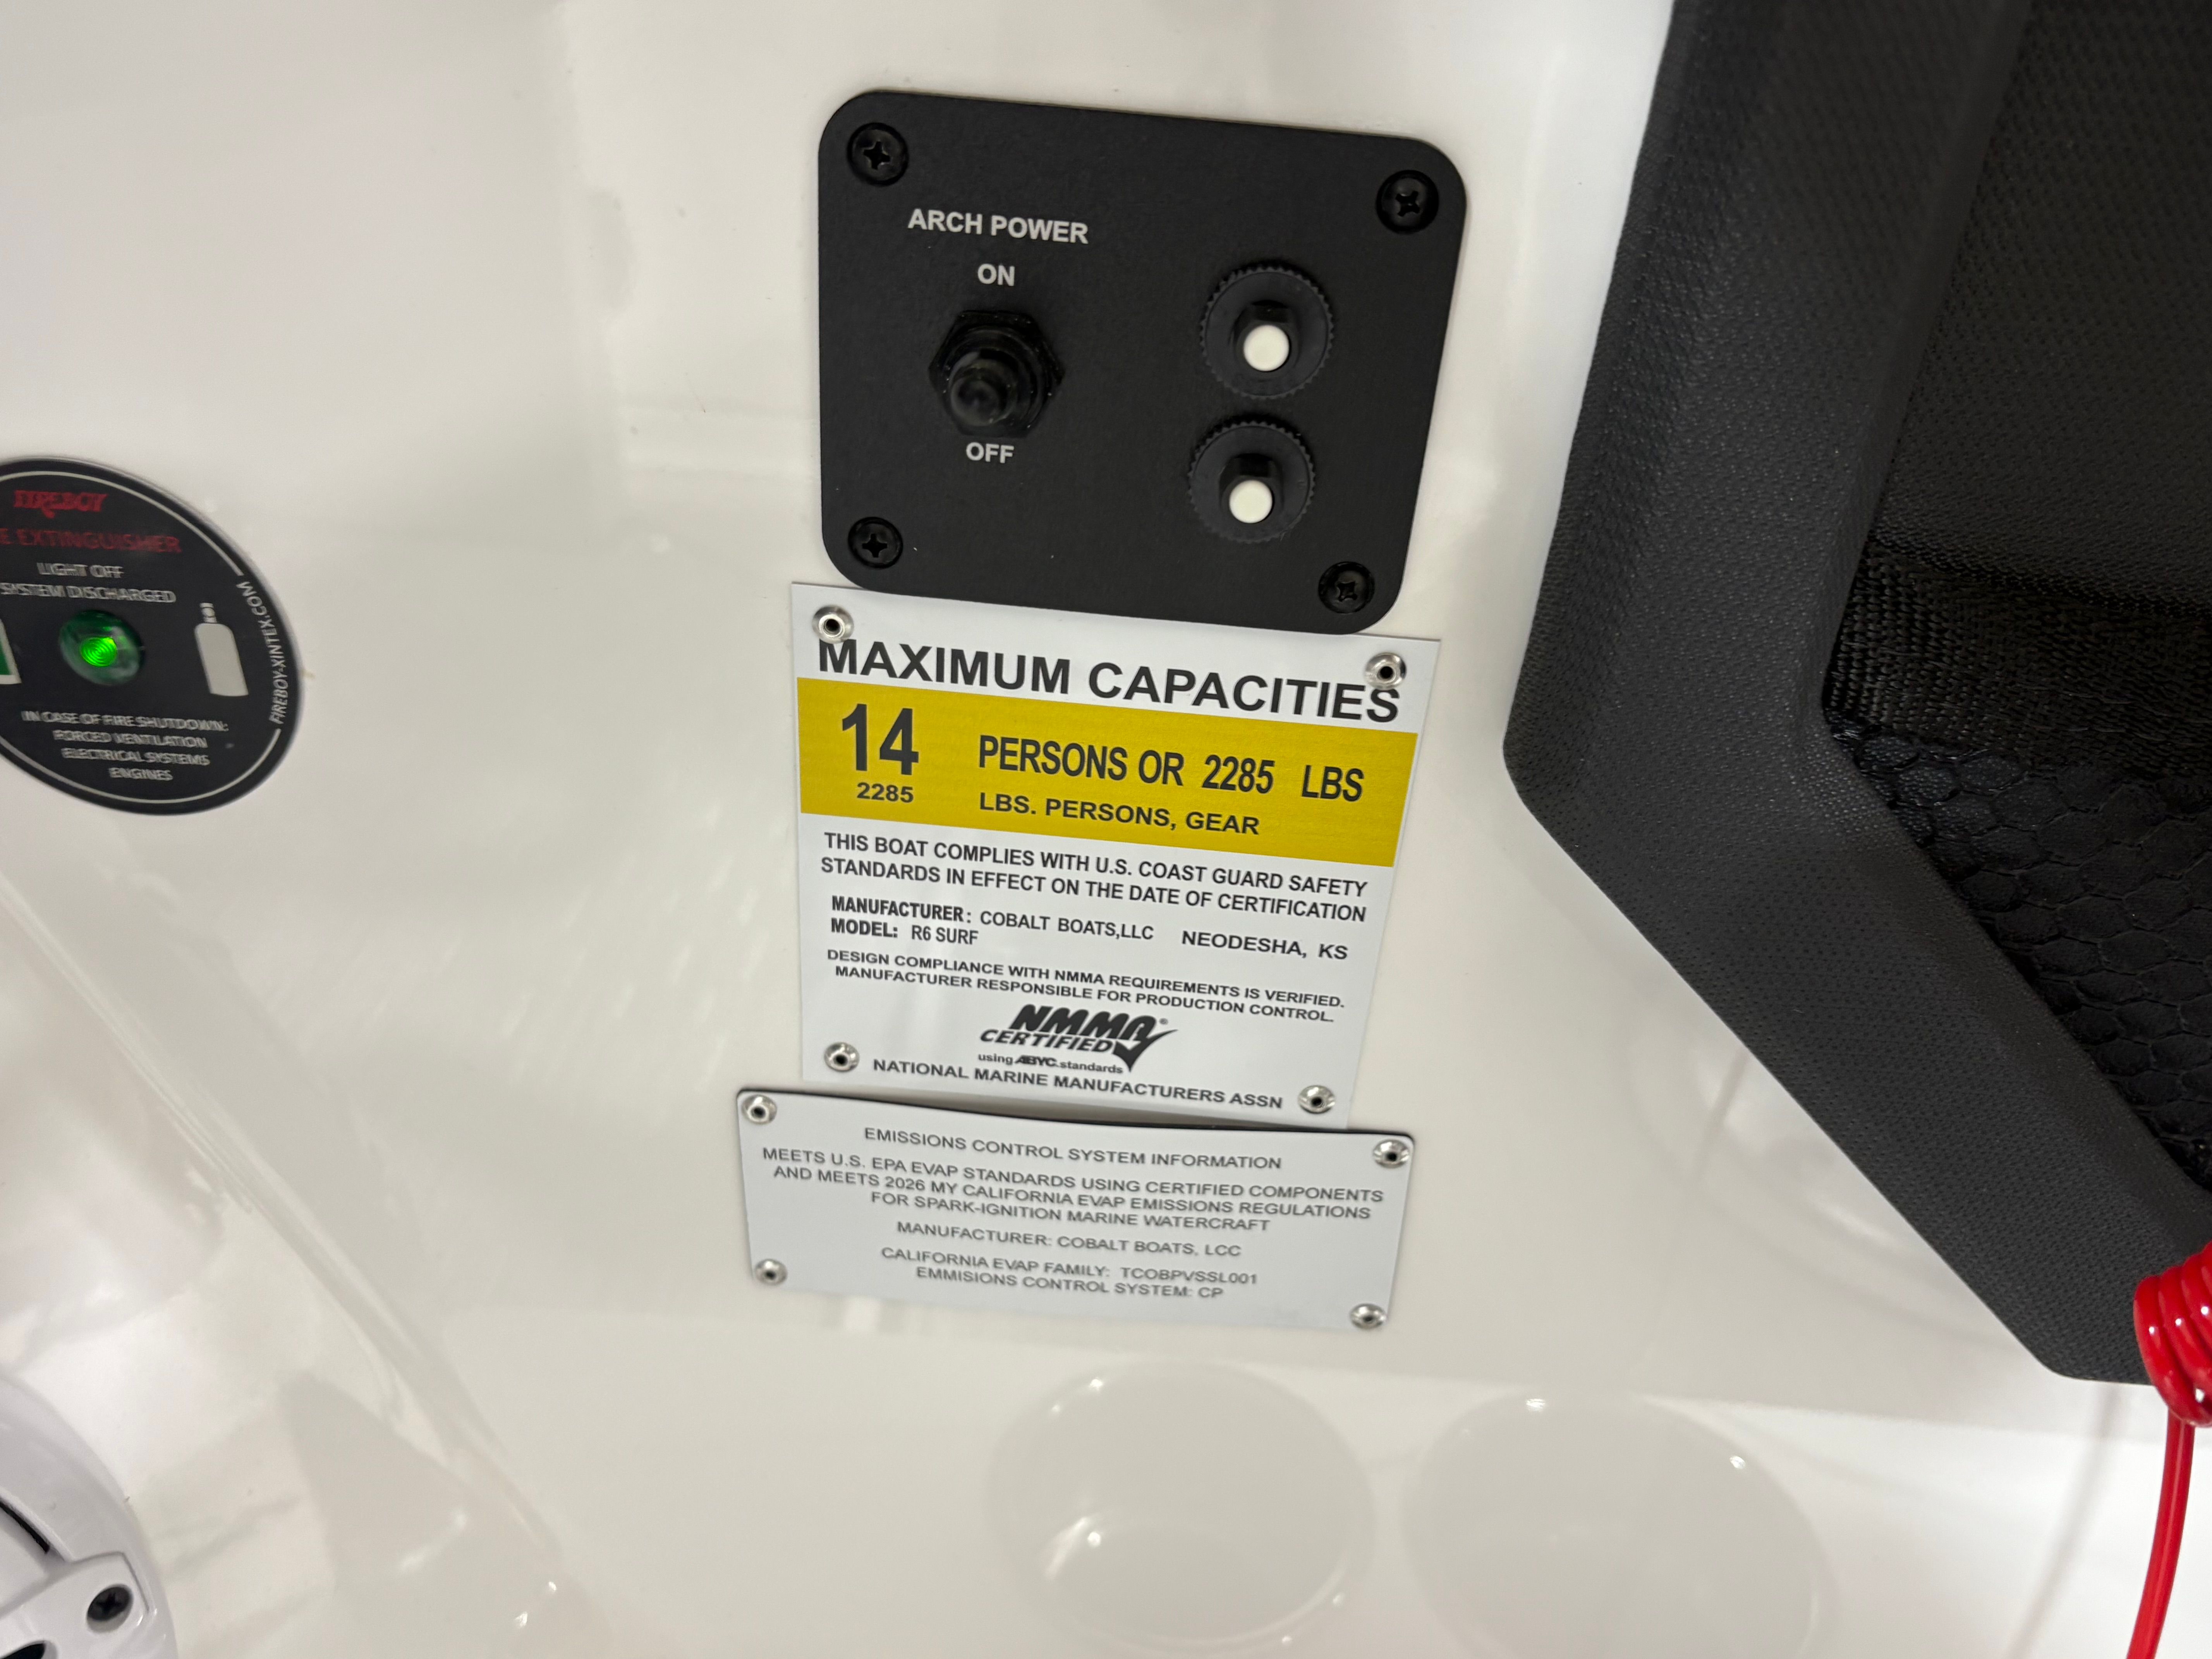 ARCH POWER
ON
OFF
FIREBOY
E EXTINGUISHER
LIGHT OFF
SYSTEM DISCHARGED
FIREBOY-XINTEX.COM
IN CASE OF FIRE SHUTDOWN:
FORCED VENTILATION
ELECTRICAL SYSTEMS
ENGINES
MAXIMUM CAPACITIES
14 PERSONS OR 2285 LBS
2285 LBS. PERSONS, GEAR
THIS BOAT COMPLIES WITH U.S. COAST GUARD SAFETY
STANDARDS IN EFFECT ON THE DATE OF CERTIFICATION
MANUFACTURER: COBALT BOATS,LLC NEODESHA, KS
MODEL: R6 SURF
DESIGN COMPLIANCE WITH NMMA REQUIREMENTS IS VERIFIED.
MANUFACTURER RESPONSIBLE FOR PRODUCTION CONTROL.
NMMA®
CERTIFIED
using ABYC standards
NATIONAL MARINE MANUFACTURERS ASSN
EMISSIONS CONTROL SYSTEM INFORMATION
MEETS U.S. EPA EVAP STANDARDS USING CERTIFIED COMPONENTS
AND MEETS 2026 MY CALIFORNIA EVAP EMISSIONS REGULATIONS
FOR SPARK-IGNITION MARINE WATERCRAFT
MANUFACTURER: COBALT BOATS, LCC
CALIFORNIA EVAP FAMILY: TCOBPVSSL001
EMMISIONS CONTROL SYSTEM: CP